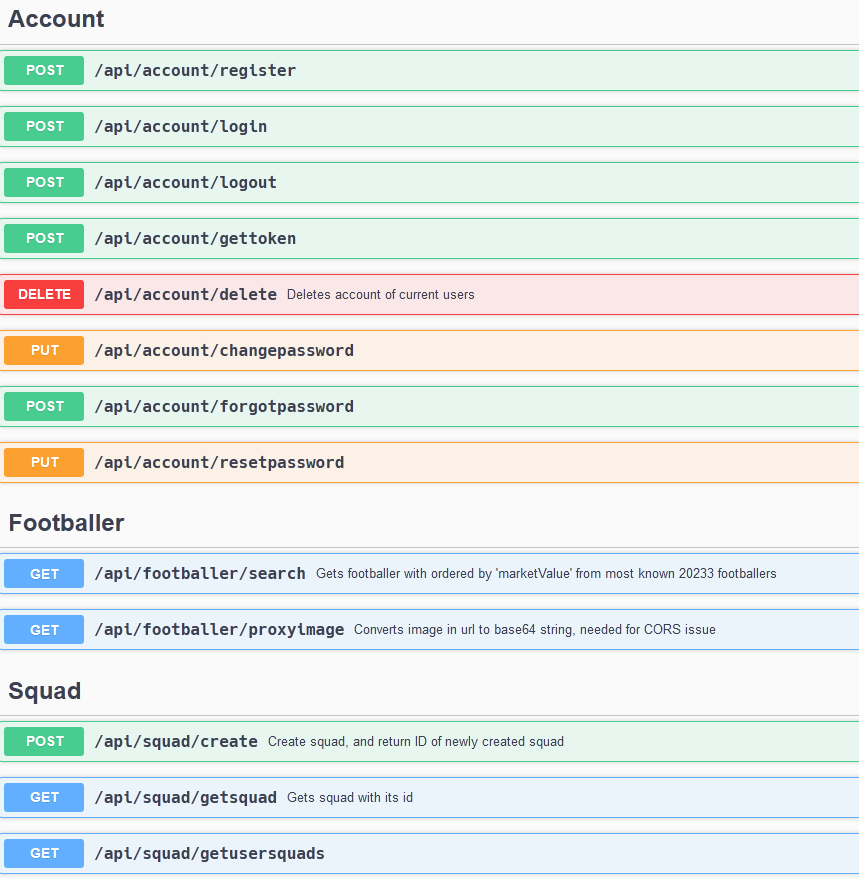 Account
POST /api/account/register
POST /api/account/login
POST /api/account/logout
POST /api/account/gettoken
DELETE /api/account/delete Deletes account of current users
PUT /api/account/changepassword
POST /api/account/forgotpassword
PUT /api/account/resetpassword
Footballer
GET /api/footballer/search Gets footballer with ordered by 'marketValue' from most known 20233 footballers
GET /api/footballer/proxyimage Converts image in url to base64 string, needed for CORS issue
Squad
POST /api/squad/create Create squad, and return ID of newly created squad
GET /api/squad/getsquad Gets squad with its id
GET /api/squad/getusersquads